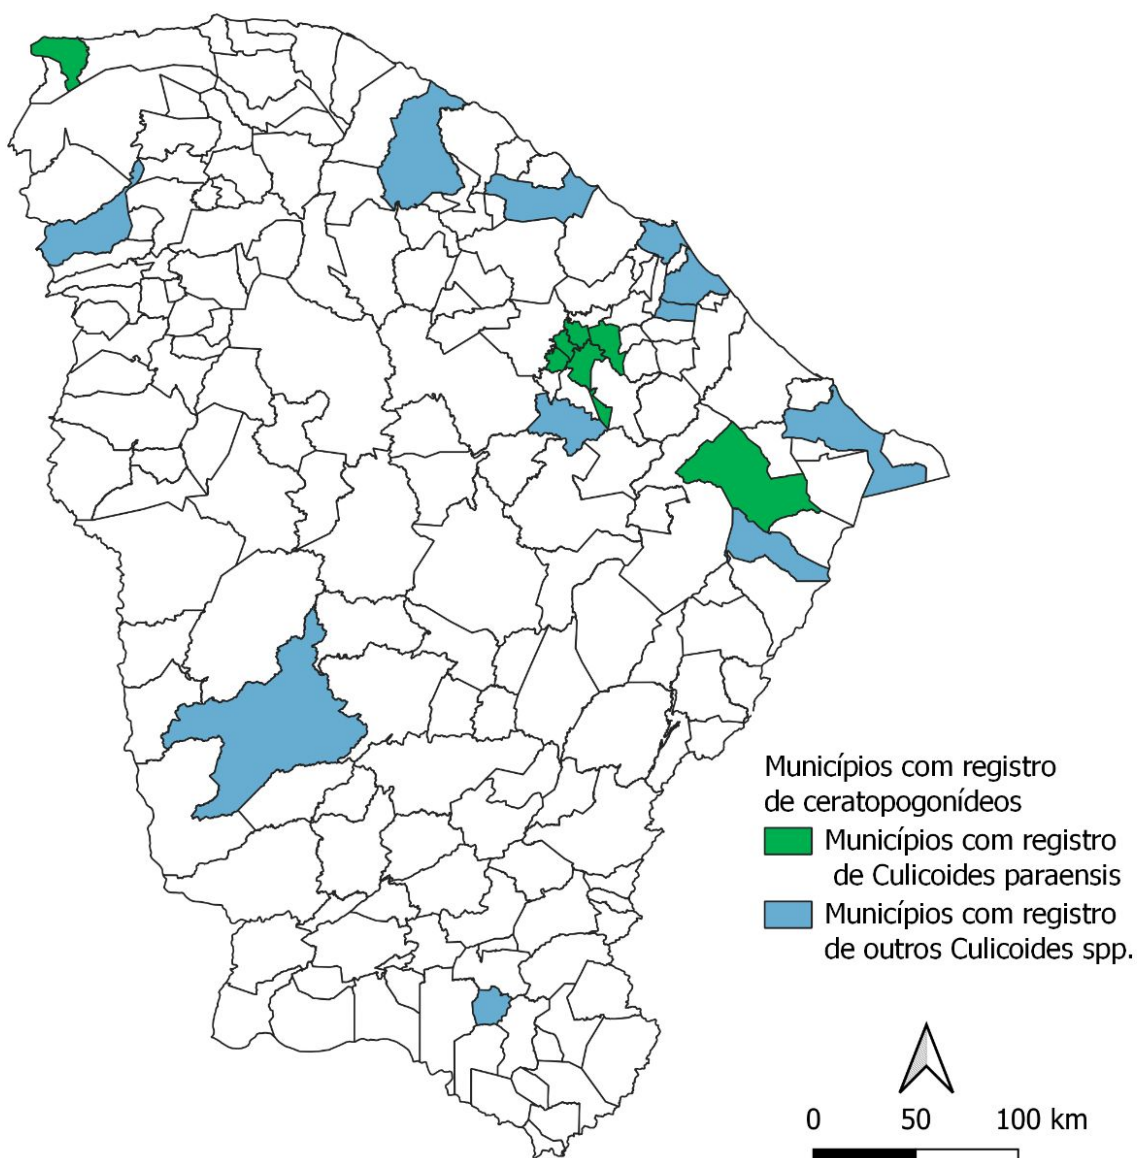 Municípios com registro
de ceratopogonídeos
Municípios com registro
de Culicoides paraensis
Municípios com registro
de outros Culicoides spp.
0 50 100 km